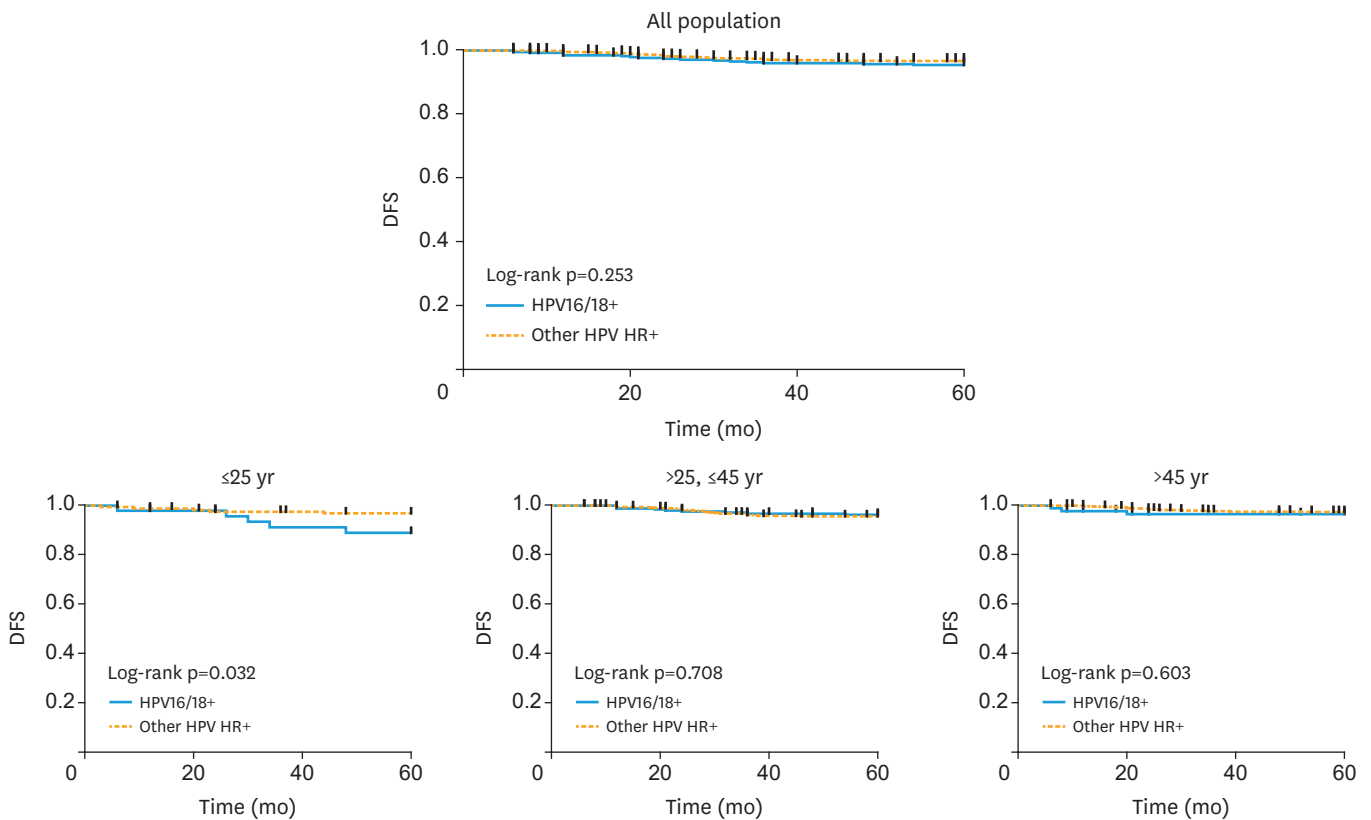 All population
1.0
0.8
0.6
0.4
0.2
0
20
40
60
DFS
Time (mo)
Log-rank p=0.253
HPV16/18+
Other HPV HR+
≤25 yr
1.0
0.8
0.6
0.4
0.2
0
20
40
60
DFS
Time (mo)
Log-rank p=0.032
HPV16/18+
Other HPV HR+
>25, ≤45 yr
1.0
0.8
0.6
0.4
0.2
0
20
40
60
DFS
Time (mo)
Log-rank p=0.708
HPV16/18+
Other HPV HR+
>45 yr
1.0
0.8
0.6
0.4
0.2
0
20
40
60
DFS
Time (mo)
Log-rank p=0.603
HPV16/18+
Other HPV HR+